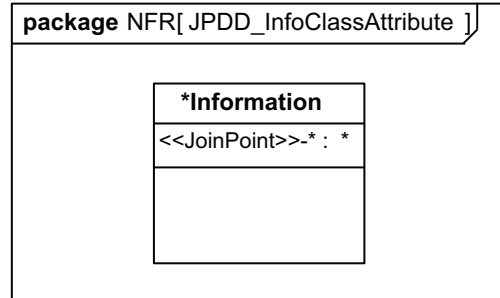 package NFR[ JPDD_InfoClassAttribute ]
*Information
<<JoinPoint>>-* : *